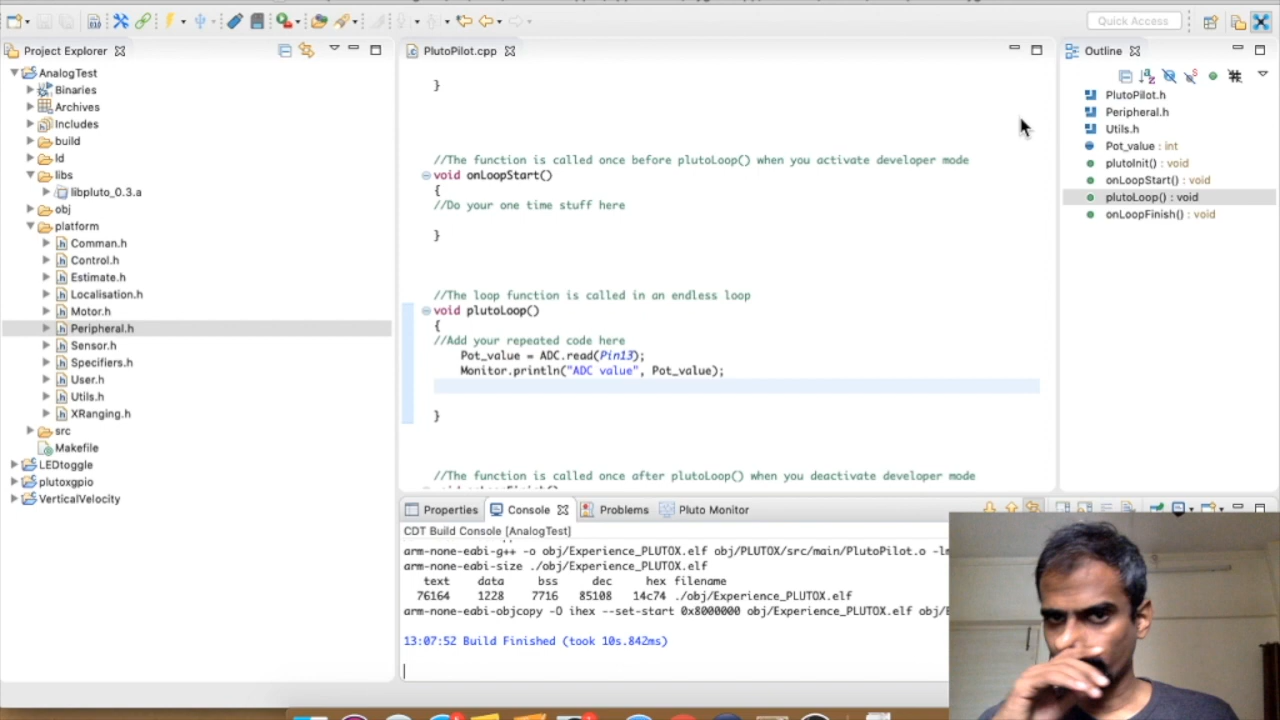 Quick Access
Project Explorer
AnalogTest
Binaries
Archives
Includes
build
ld
libs
libpluto_0.3.a
obj
platform
Comman.h
Control.h
Estimate.h
Localisation.h
Motor.h
Peripheral.h
Sensor.h
Specifiers.h
User.h
Utils.h
XRanging.h
src
Makefile
LEDtoggle
plutoxgpio
VerticalVelocity
PlutoPilot.cpp
}
//The function is called once before plutoLoop() when you activate developer mode
void onLoopStart()
{
//Do your one time stuff here
}
//The loop function is called in an endless loop
void plutoLoop()
{
//Add your repeated code here
Pot_value = ADC.read(Pin13);
Monitor.println("ADC value", Pot_value);
}
//The function is called once after plutoLoop() when you deactivate developer mode
Outline
PlutoPilot.h
Peripheral.h
Utils.h
Pot_value : int
plutoInit() : void
onLoopStart() : void
plutoLoop() : void
onLoopFinish() : void
Properties Console Problems Pluto Monitor
CDT Build Console [AnalogTest]
arm-none-eabi-g++ -o obj/Experience_PLUTOX.elf obj/PLUTOX/src/main/PlutoPilot.o -lm
arm-none-eabi-size ./obj/Experience_PLUTOX.elf
text data bss dec hex filename
76164 1228 7716 85108 14c74 ./obj/Experience_PLUTOX.elf
arm-none-eabi-objcopy -O ihex --set-start 0x8000000 obj/Experience_PLUTOX.elf obj/E
13:07:52 Build Finished (took 10s.842ms)